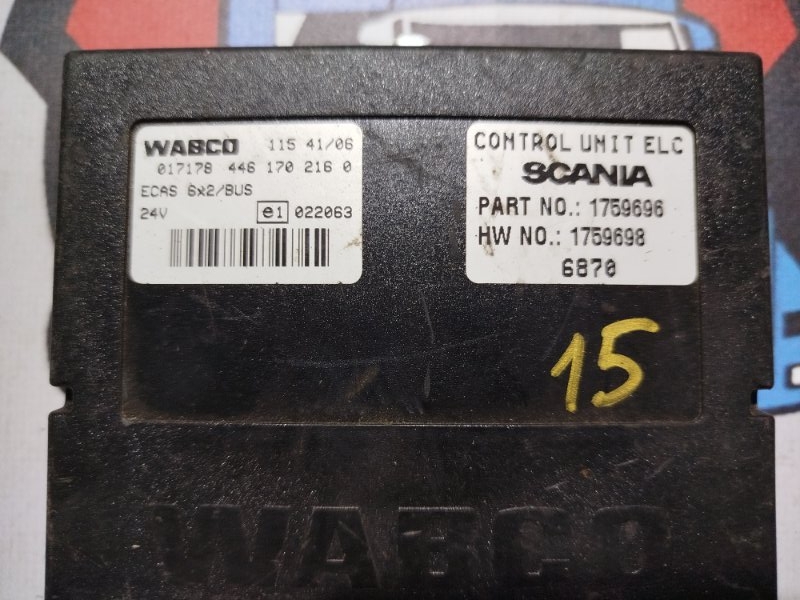 WABCO 115 41/06
017178 446 170 216 0
ECAS 6x2/BUS
24V e1 022063
CONTROL UNIT ELC
SCANIA
PART NO.: 1759696
HW NO.: 1759698
6870
15
WABCO